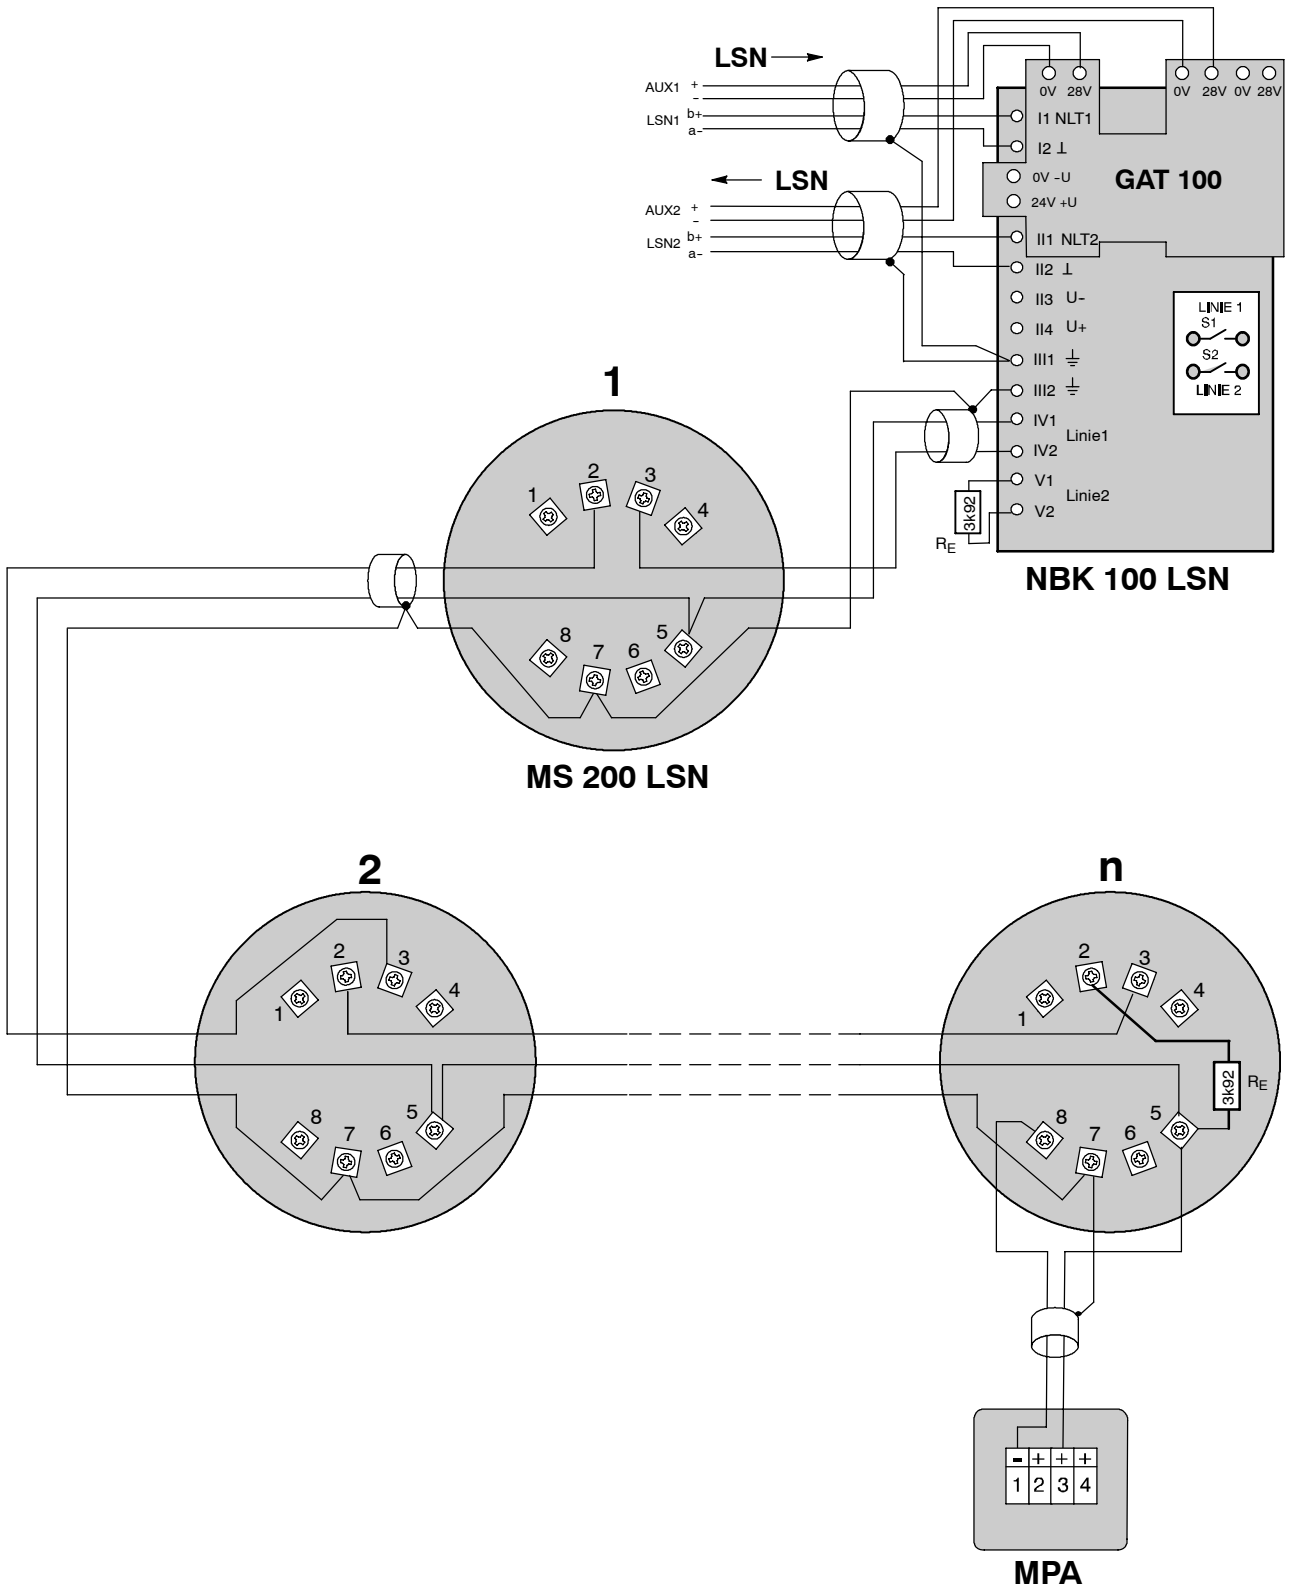 LSN
AUX1 +
-
LSN1 b+
a-
LSN
AUX2 +
-
LSN2 b+
a-
0V 28V
0V 28V 0V 28V
I1 NLT1
I2 ⊥
0V -U
24V +U
GAT 100
II1 NLT2
II2 ⊥
II3 U-
II4 U+
III1 ⏚
III2 ⏚
IV1
Linie1
IV2
V1
Linie2
V2
LINIE 1
S1
S2
LINIE 2
3k92
RE
NBK 100 LSN
1
1 2 3 4
8 7 6 5
MS 200 LSN
2
1 2 3 4
8 7 6 5
n
1 2 3 4
8 7 6 5
3k92
RE
- + + +
1 2 3 4
MPA